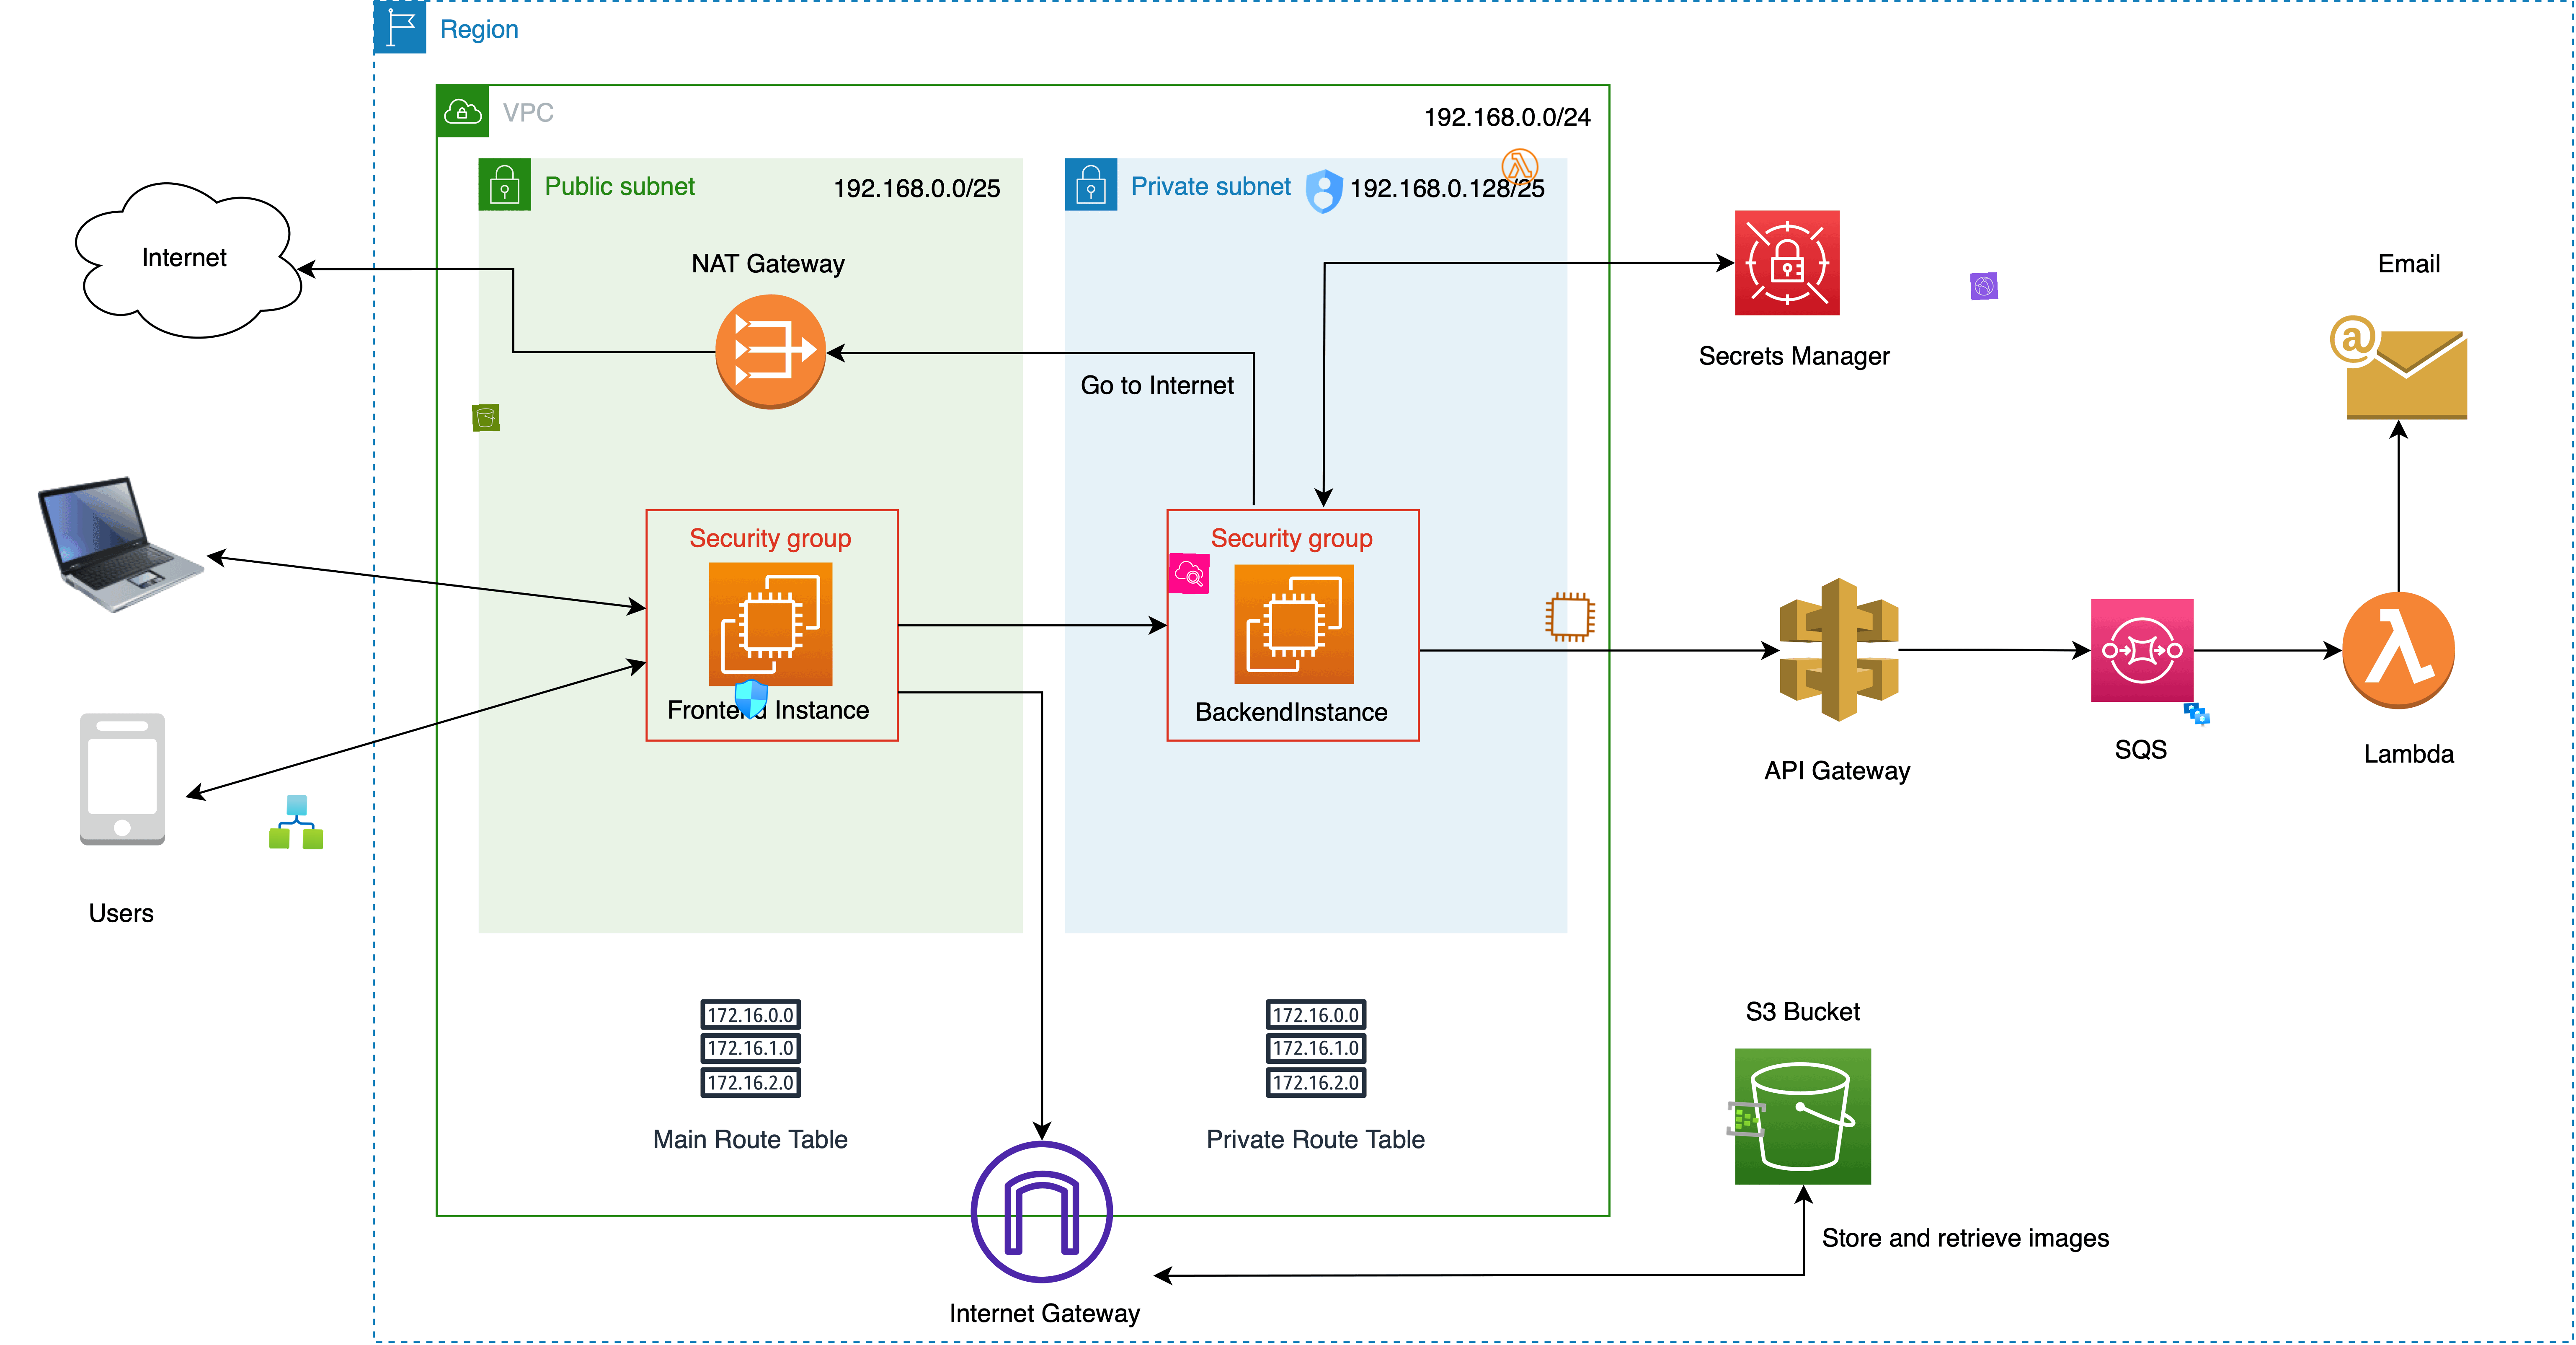 Region
VPC
192.168.0.0/24
Public subnet
192.168.0.0/25
Private subnet
192.168.0.128/25
Internet
NAT Gateway
Go to Internet
Secrets Manager
Email
@
Security group
Frontend Instance
Security group
BackendInstance
API Gateway
SQS
Lambda
Users
172.16.0.0
172.16.1.0
172.16.2.0
Main Route Table
172.16.0.0
172.16.1.0
172.16.2.0
Private Route Table
S3 Bucket
Store and retrieve images
Internet Gateway